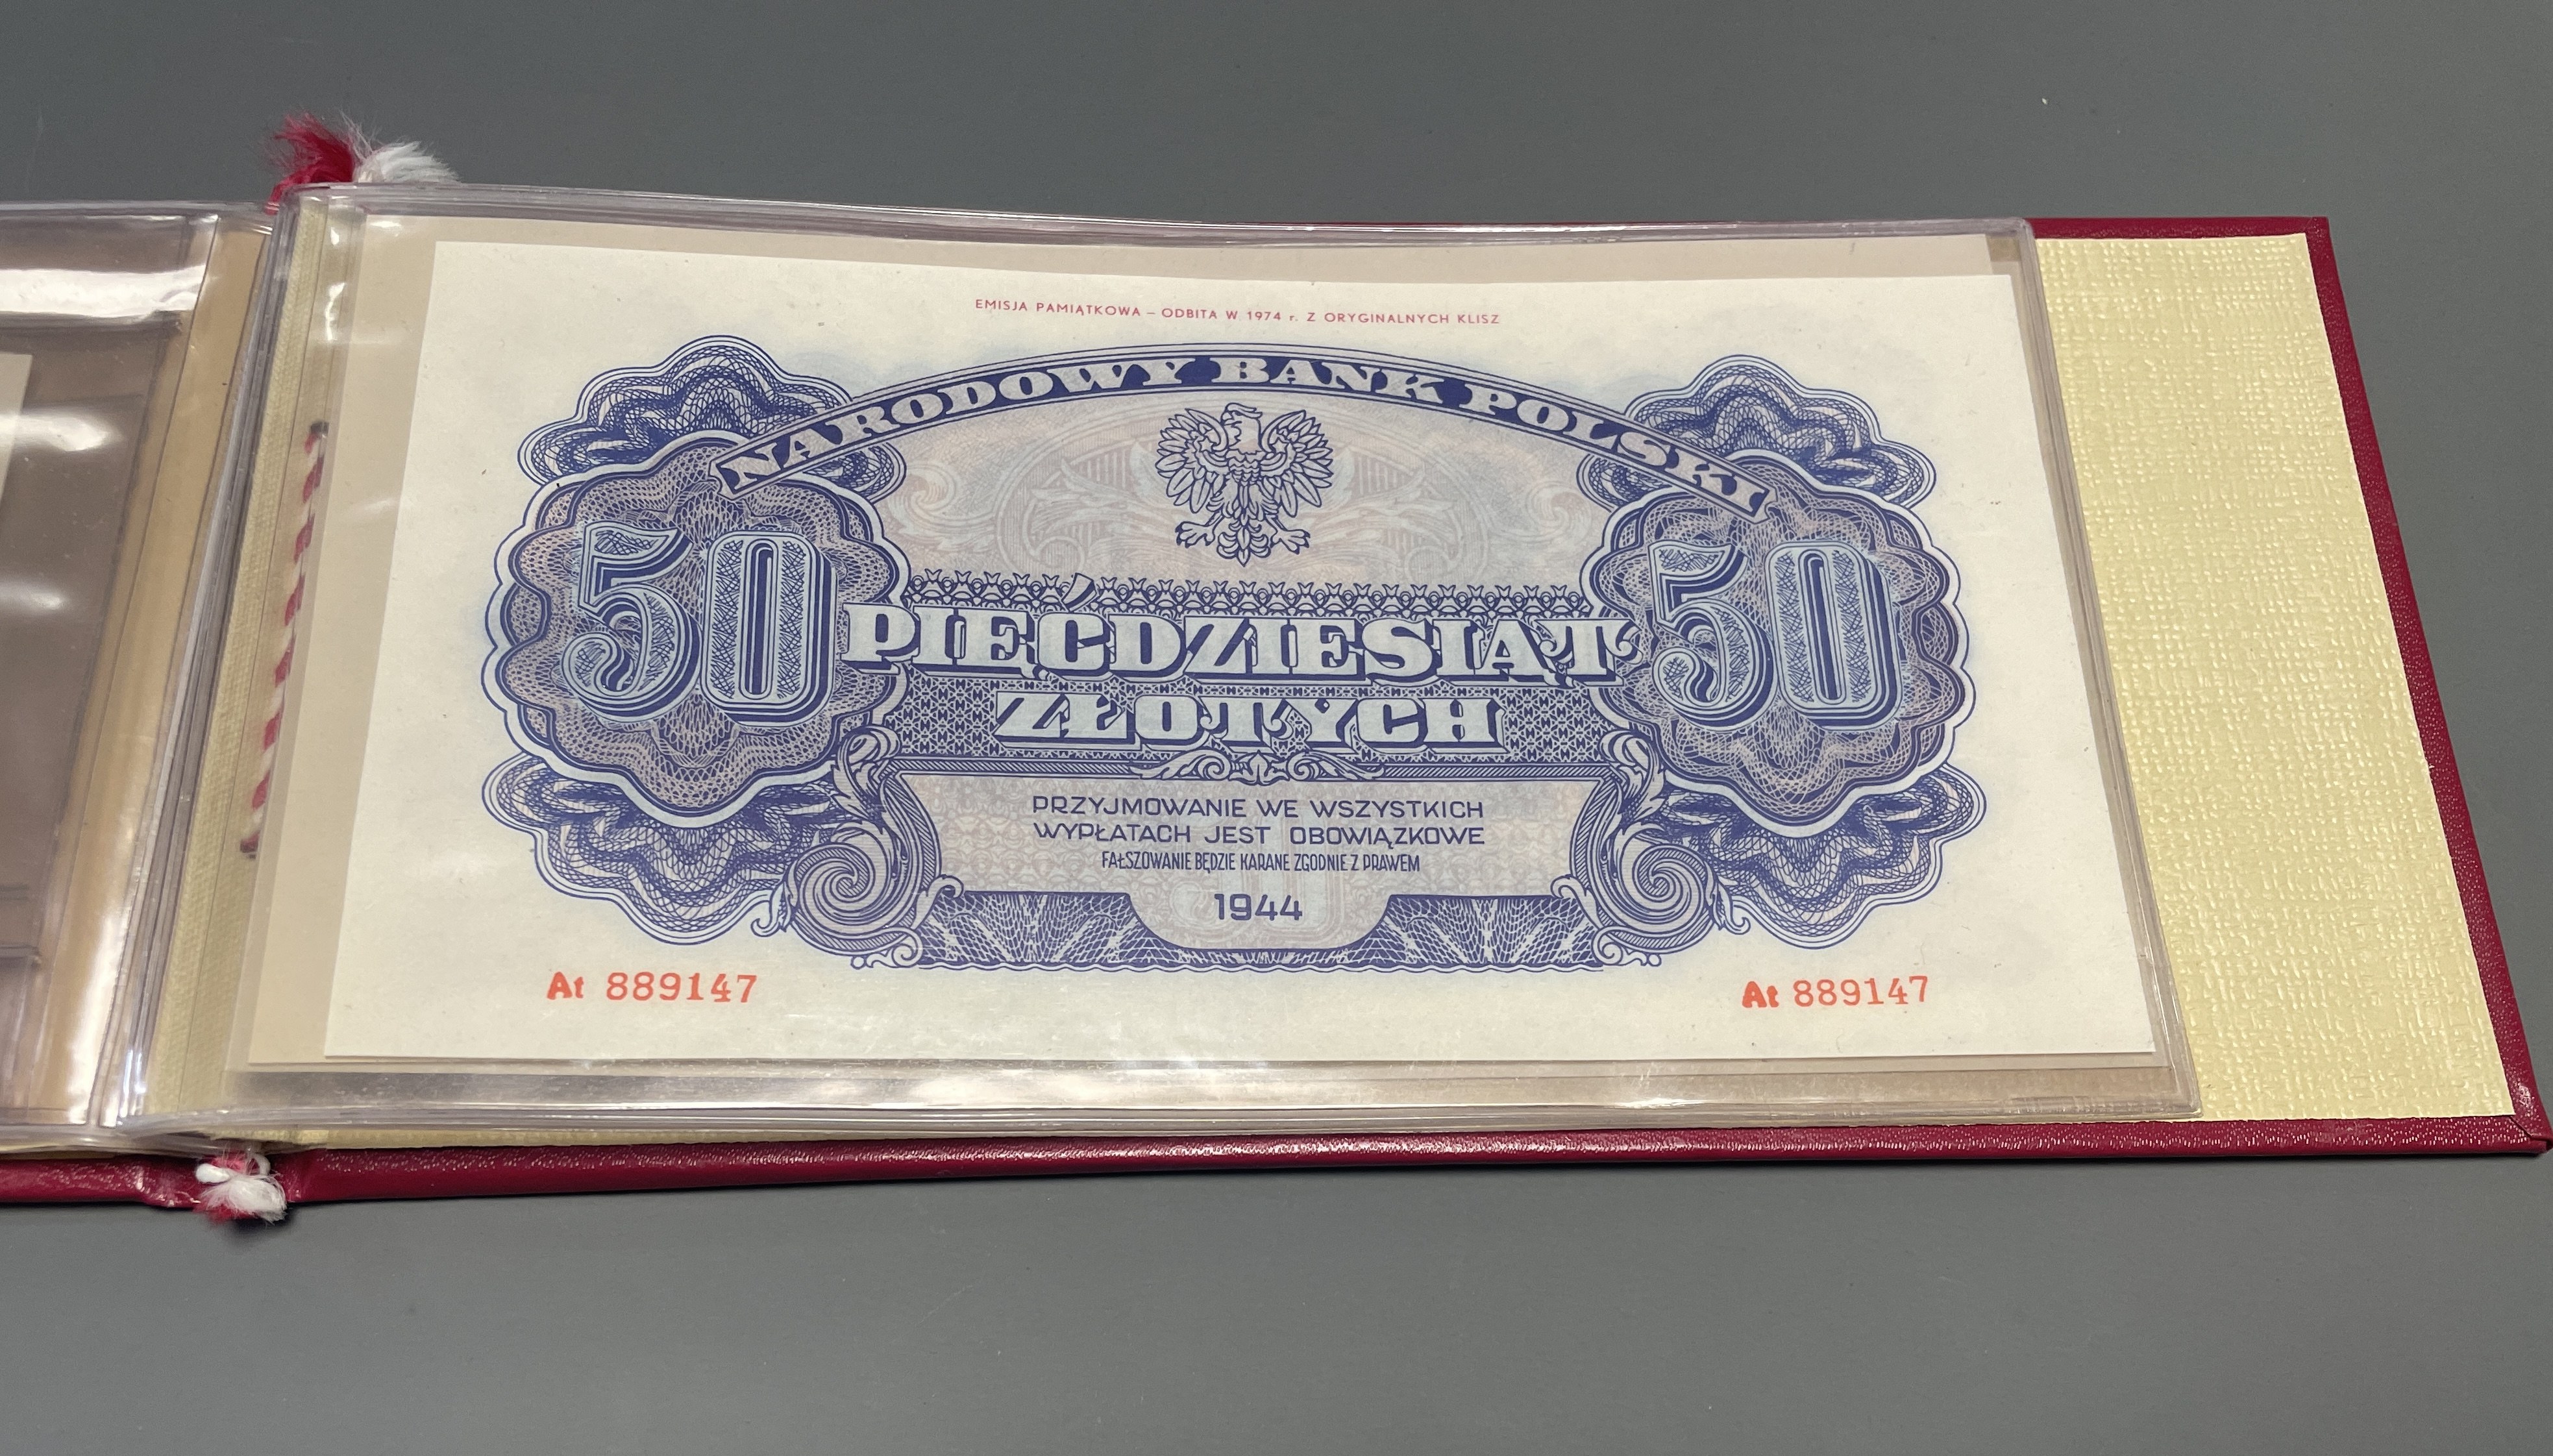 EMISJA PAMIĄTKOWA – ODBITA W 1974 r. Z ORYGINALNYCH KLISZ
NARODOWY BANK POLSKI
50
50
PIĘĆDZIESIĄT
ZŁOTYCH
PRZYJMOWANIE WE WSZYSTKICH
WYPŁATACH JEST OBOWIĄZKOWE
FAŁSZOWANIE BĘDZIE KARANE ZGODNIE Z PRAWEM
1944
At 889147
At 889147